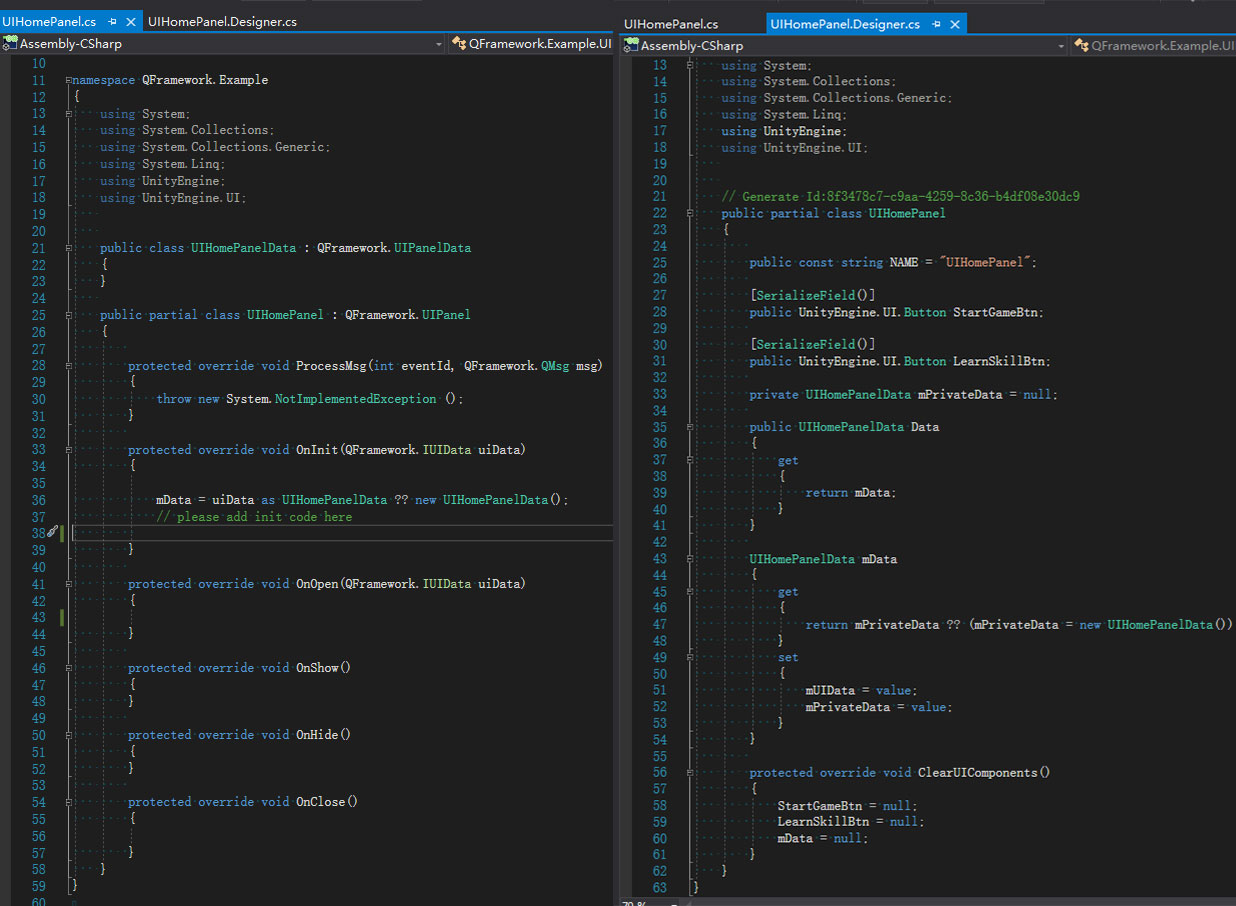 UIHomePanel.cs
UIHomePanel.Designer.cs
Assembly-CSharp
QFramework.Example.UI
10
11 namespace QFramework.Example
12 {
13 using System;
14 using System.Collections;
15 using System.Collections.Generic;
16 using System.Linq;
17 using UnityEngine;
18 using UnityEngine.UI;
19
20
21 public class UIHomePanelData : QFramework.UIPanelData
22 {
23 }
24
25 public partial class UIHomePanel : QFramework.UIPanel
26 {
27
28 protected override void ProcessMsg(int eventId, QFramework.QMsg msg)
29 {
30 throw new System.NotImplementedException ();
31 }
32
33 protected override void OnInit(QFramework.IUIData uiData)
34 {
35
36 mData = uiData as UIHomePanelData ?? new UIHomePanelData();
37 // please add init code here
38
39 }
40
41 protected override void OnOpen(QFramework.IUIData uiData)
42 {
43
44 }
45
46 protected override void OnShow()
47 {
48 }
49
50 protected override void OnHide()
51 {
52 }
53
54 protected override void OnClose()
55 {
56
57 }
58 }
59 }
60
UIHomePanel.cs
UIHomePanel.Designer.cs
Assembly-CSharp
QFramework.Example.UI
13 using System;
14 using System.Collections;
15 using System.Collections.Generic;
16 using System.Linq;
17 using UnityEngine;
18 using UnityEngine.UI;
19
20
21 // Generate Id:8f3478c7-c9aa-4259-8c36-b4df08e30dc9
22 public partial class UIHomePanel
23 {
24
25 public const string NAME = "UIHomePanel";
26
27 [SerializeField()]
28 public UnityEngine.UI.Button StartGameBtn;
29
30 [SerializeField()]
31 public UnityEngine.UI.Button LearnSkillBtn;
32
33 private UIHomePanelData mPrivateData = null;
34
35 public UIHomePanelData Data
36 {
37 get
38 {
39 return mData;
40 }
41 }
42
43 UIHomePanelData mData
44 {
45 get
46 {
47 return mPrivateData ?? (mPrivateData = new UIHomePanelData())
48 }
49 set
50 {
51 mUIData = value;
52 mPrivateData = value;
53 }
54 }
55
56 protected override void ClearUIComponents()
57 {
58 StartGameBtn = null;
59 LearnSkillBtn = null;
60 mData = null;
61 }
62 }
63 }